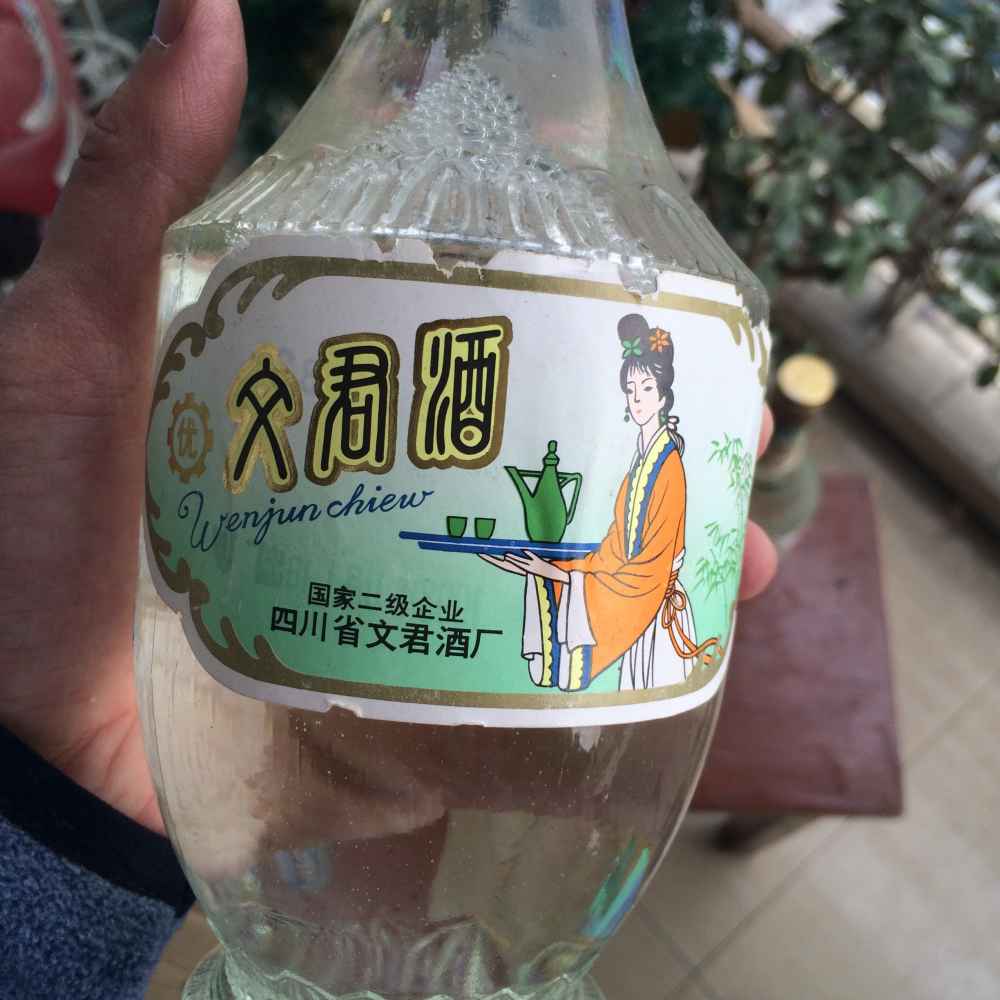 优
文君酒
Wenjun chiew
国家二级企业
四川省文君酒厂